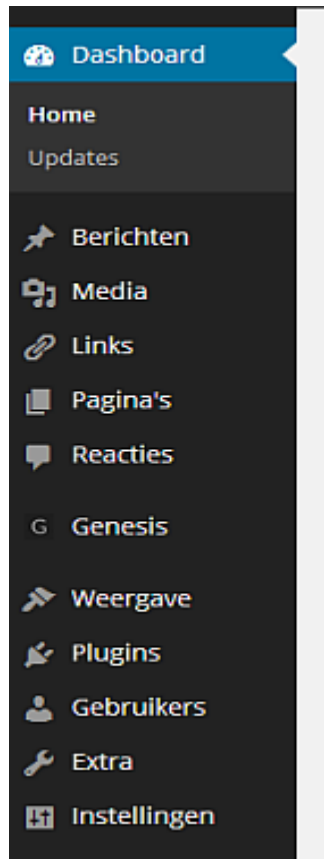 Dashboard
Home
Updates
Berichten
Media
Links
Pagina's
Reacties
G Genesis
Weergave
Plugins
Gebruikers
Extra
Instellingen